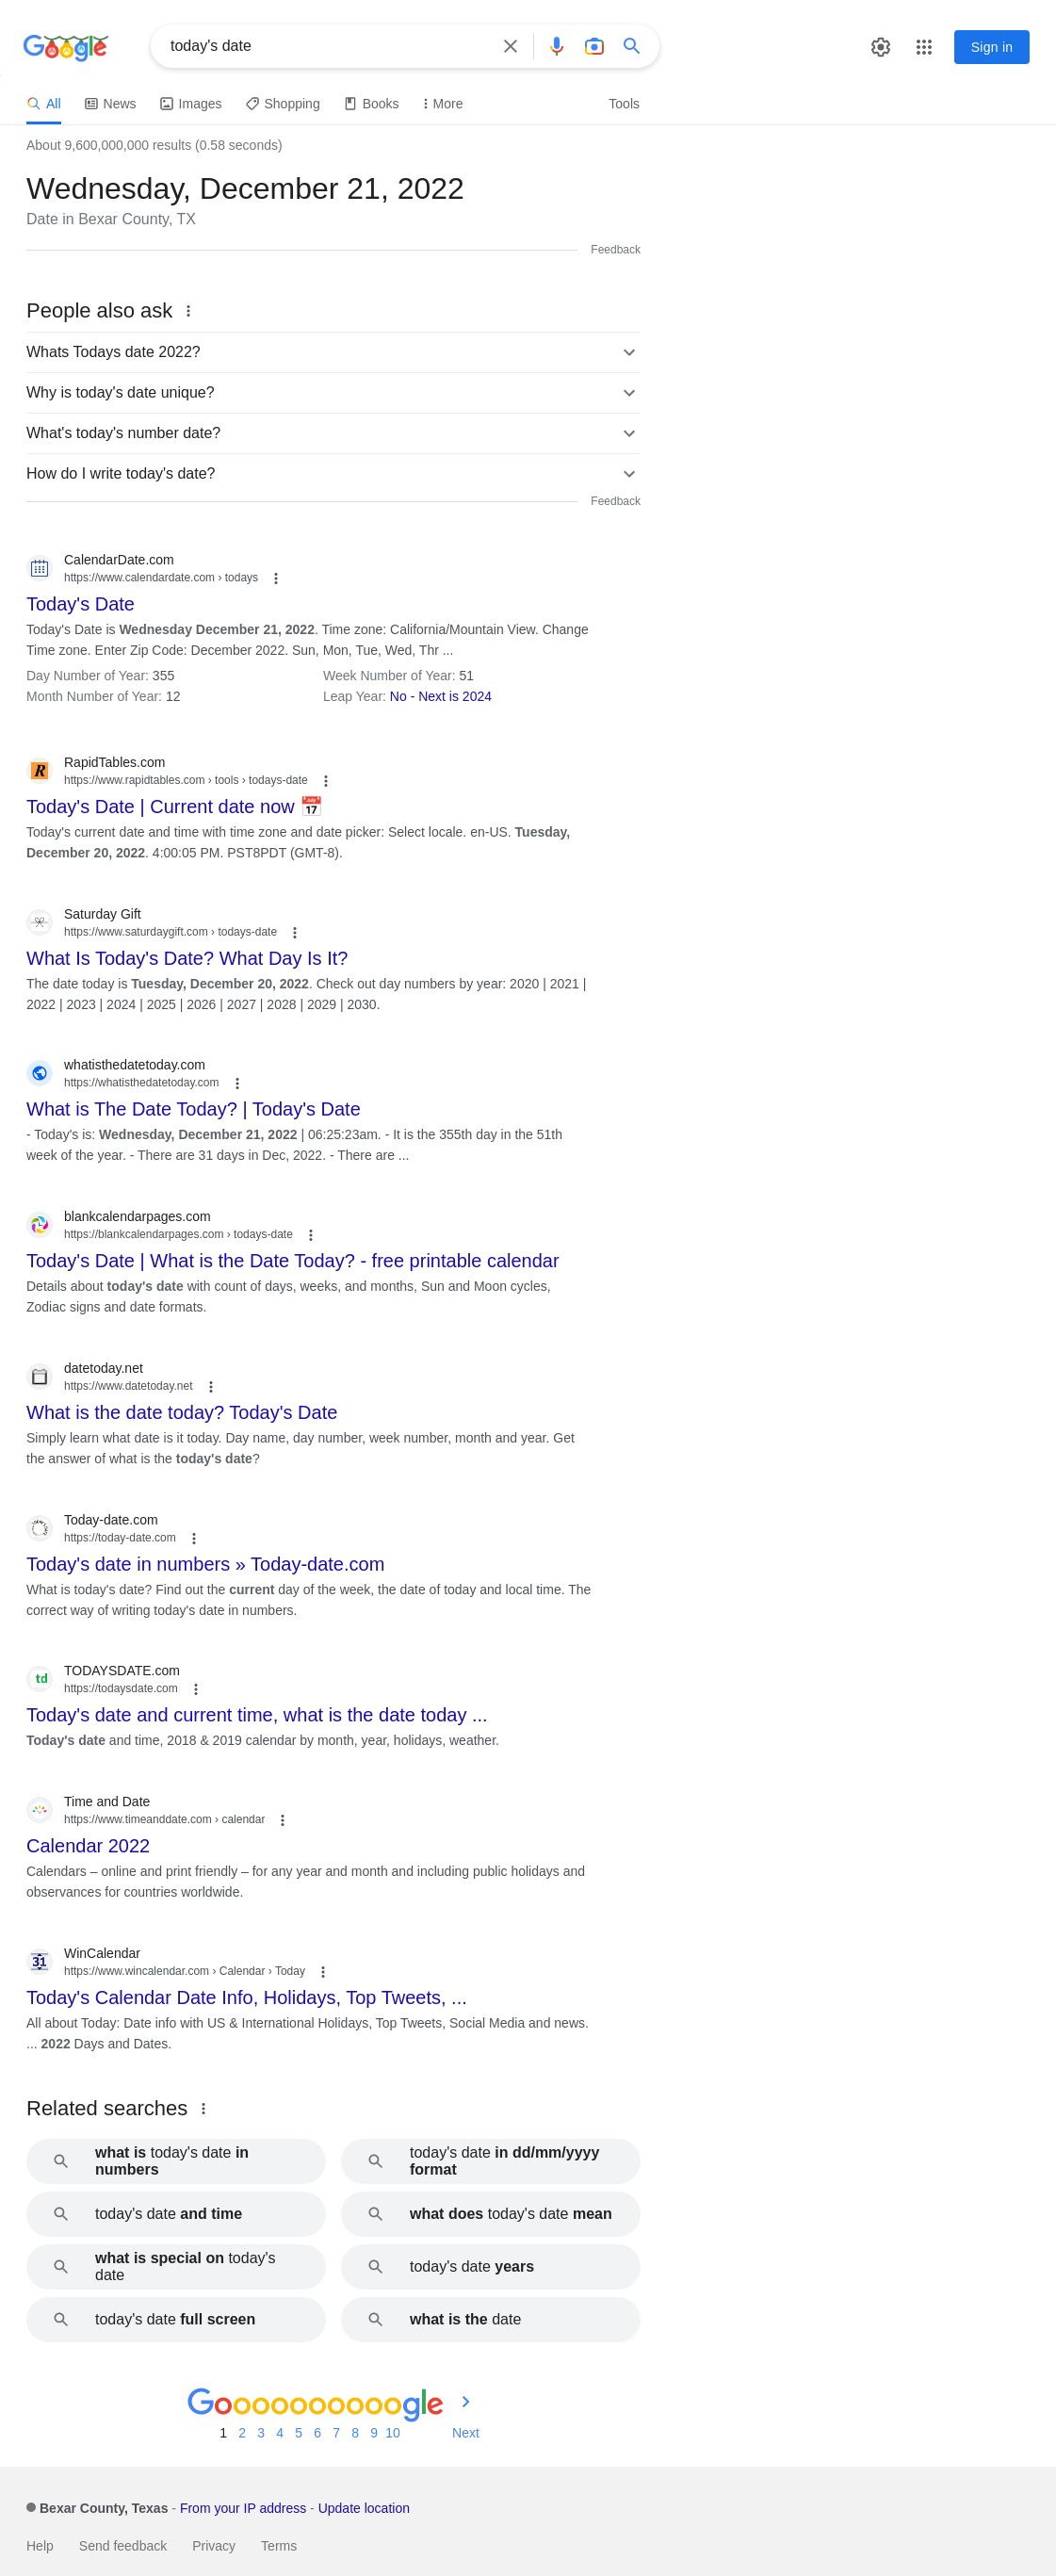 Google
today's date
Sign in
All
News
Images
Shopping
Books
More
Tools
About 9,600,000,000 results (0.58 seconds)
Wednesday, December 21, 2022
Date in Bexar County, TX
Feedback
People also ask
Whats Todays date 2022?
Why is today's date unique?
What's today's number date?
How do I write today's date?
Feedback
CalendarDate.com
https://www.calendardate.com › todays
Today's Date
Today's Date is Wednesday December 21, 2022. Time zone: California/Mountain View. Change
Time zone. Enter Zip Code: December 2022. Sun, Mon, Tue, Wed, Thr ...
Day Number of Year: 355
Week Number of Year: 51
Month Number of Year: 12
Leap Year: No - Next is 2024
R
RapidTables.com
https://www.rapidtables.com › tools › todays-date
Today's Date | Current date now 📅
Today's current date and time with time zone and date picker: Select locale. en-US. Tuesday,
December 20, 2022. 4:00:05 PM. PST8PDT (GMT-8).
Saturday Gift
https://www.saturdaygift.com › todays-date
What Is Today's Date? What Day Is It?
The date today is Tuesday, December 20, 2022. Check out day numbers by year: 2020 | 2021 |
2022 | 2023 | 2024 | 2025 | 2026 | 2027 | 2028 | 2029 | 2030.
whatisthedatetoday.com
https://whatisthedatetoday.com
What is The Date Today? | Today's Date
- Today's is: Wednesday, December 21, 2022 | 06:25:23am. - It is the 355th day in the 51th
week of the year. - There are 31 days in Dec, 2022. - There are ...
blankcalendarpages.com
https://blankcalendarpages.com › todays-date
Today's Date | What is the Date Today? - free printable calendar
Details about today's date with count of days, weeks, and months, Sun and Moon cycles,
Zodiac signs and date formats.
datetoday.net
https://www.datetoday.net
What is the date today? Today's Date
Simply learn what date is it today. Day name, day number, week number, month and year. Get
the answer of what is the today's date?
Today-date.com
https://today-date.com
Today's date in numbers » Today-date.com
What is today's date? Find out the current day of the week, the date of today and local time. The
correct way of writing today's date in numbers.
td
TODAYSDATE.com
https://todaysdate.com
Today's date and current time, what is the date today ...
Today's date and time, 2018 & 2019 calendar by month, year, holidays, weather.
Time and Date
https://www.timeanddate.com › calendar
Calendar 2022
Calendars – online and print friendly – for any year and month and including public holidays and
observances for countries worldwide.
31
WinCalendar
https://www.wincalendar.com › Calendar › Today
Today's Calendar Date Info, Holidays, Top Tweets, ...
All about Today: Date info with US & International Holidays, Top Tweets, Social Media and news.
... 2022 Days and Dates.
Related searches
what is today's date in
numbers
today's date in dd/mm/yyyy
format
today's date and time
what does today's date mean
what is special on today's
date
today's date years
today's date full screen
what is the date
Goooooooooogle
1 2 3 4 5 6 7 8 9 10 Next
Bexar County, Texas - From your IP address - Update location
Help Send feedback Privacy Terms